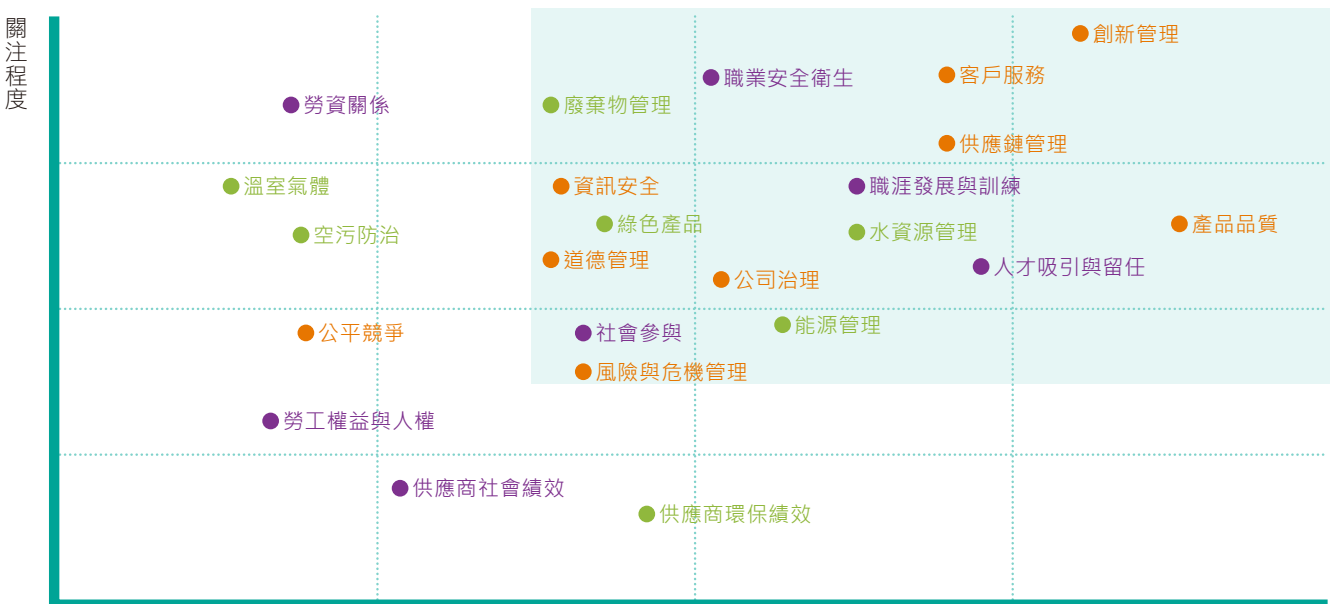 關注程度
創新管理
客戶服務
職業安全衛生
勞資關係
廢棄物管理
供應鏈管理
溫室氣體
資訊安全
職涯發展與訓練
綠色產品
產品品質
空污防治
水資源管理
道德管理
人才吸引與留任
公司治理
能源管理
公平競爭
社會參與
風險與危機管理
勞工權益與人權
供應商社會績效
供應商環保績效